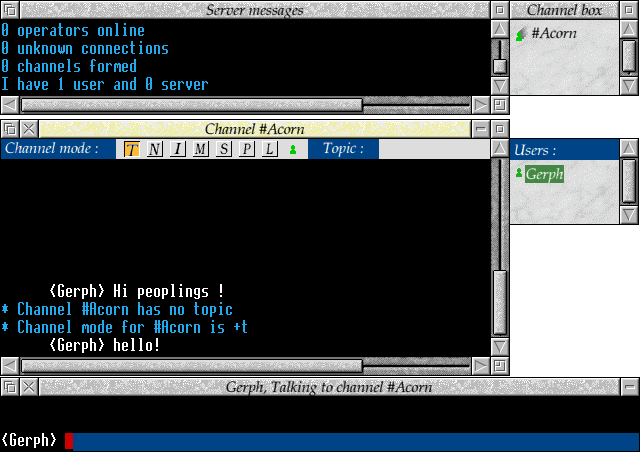 Server messages
0 operators online
0 unknown connections
0 channels formed
I have 1 user and 0 server
Channel box
#Acorn
Channel #Acorn
Channel mode : T N I M S P L Topic :
<Gerph> Hi peoplings !
* Channel #Acorn has no topic
* Channel mode for #Acorn is +t
<Gerph> hello!
Users :
Gerph
Gerph, Talking to channel #Acorn
<Gerph>